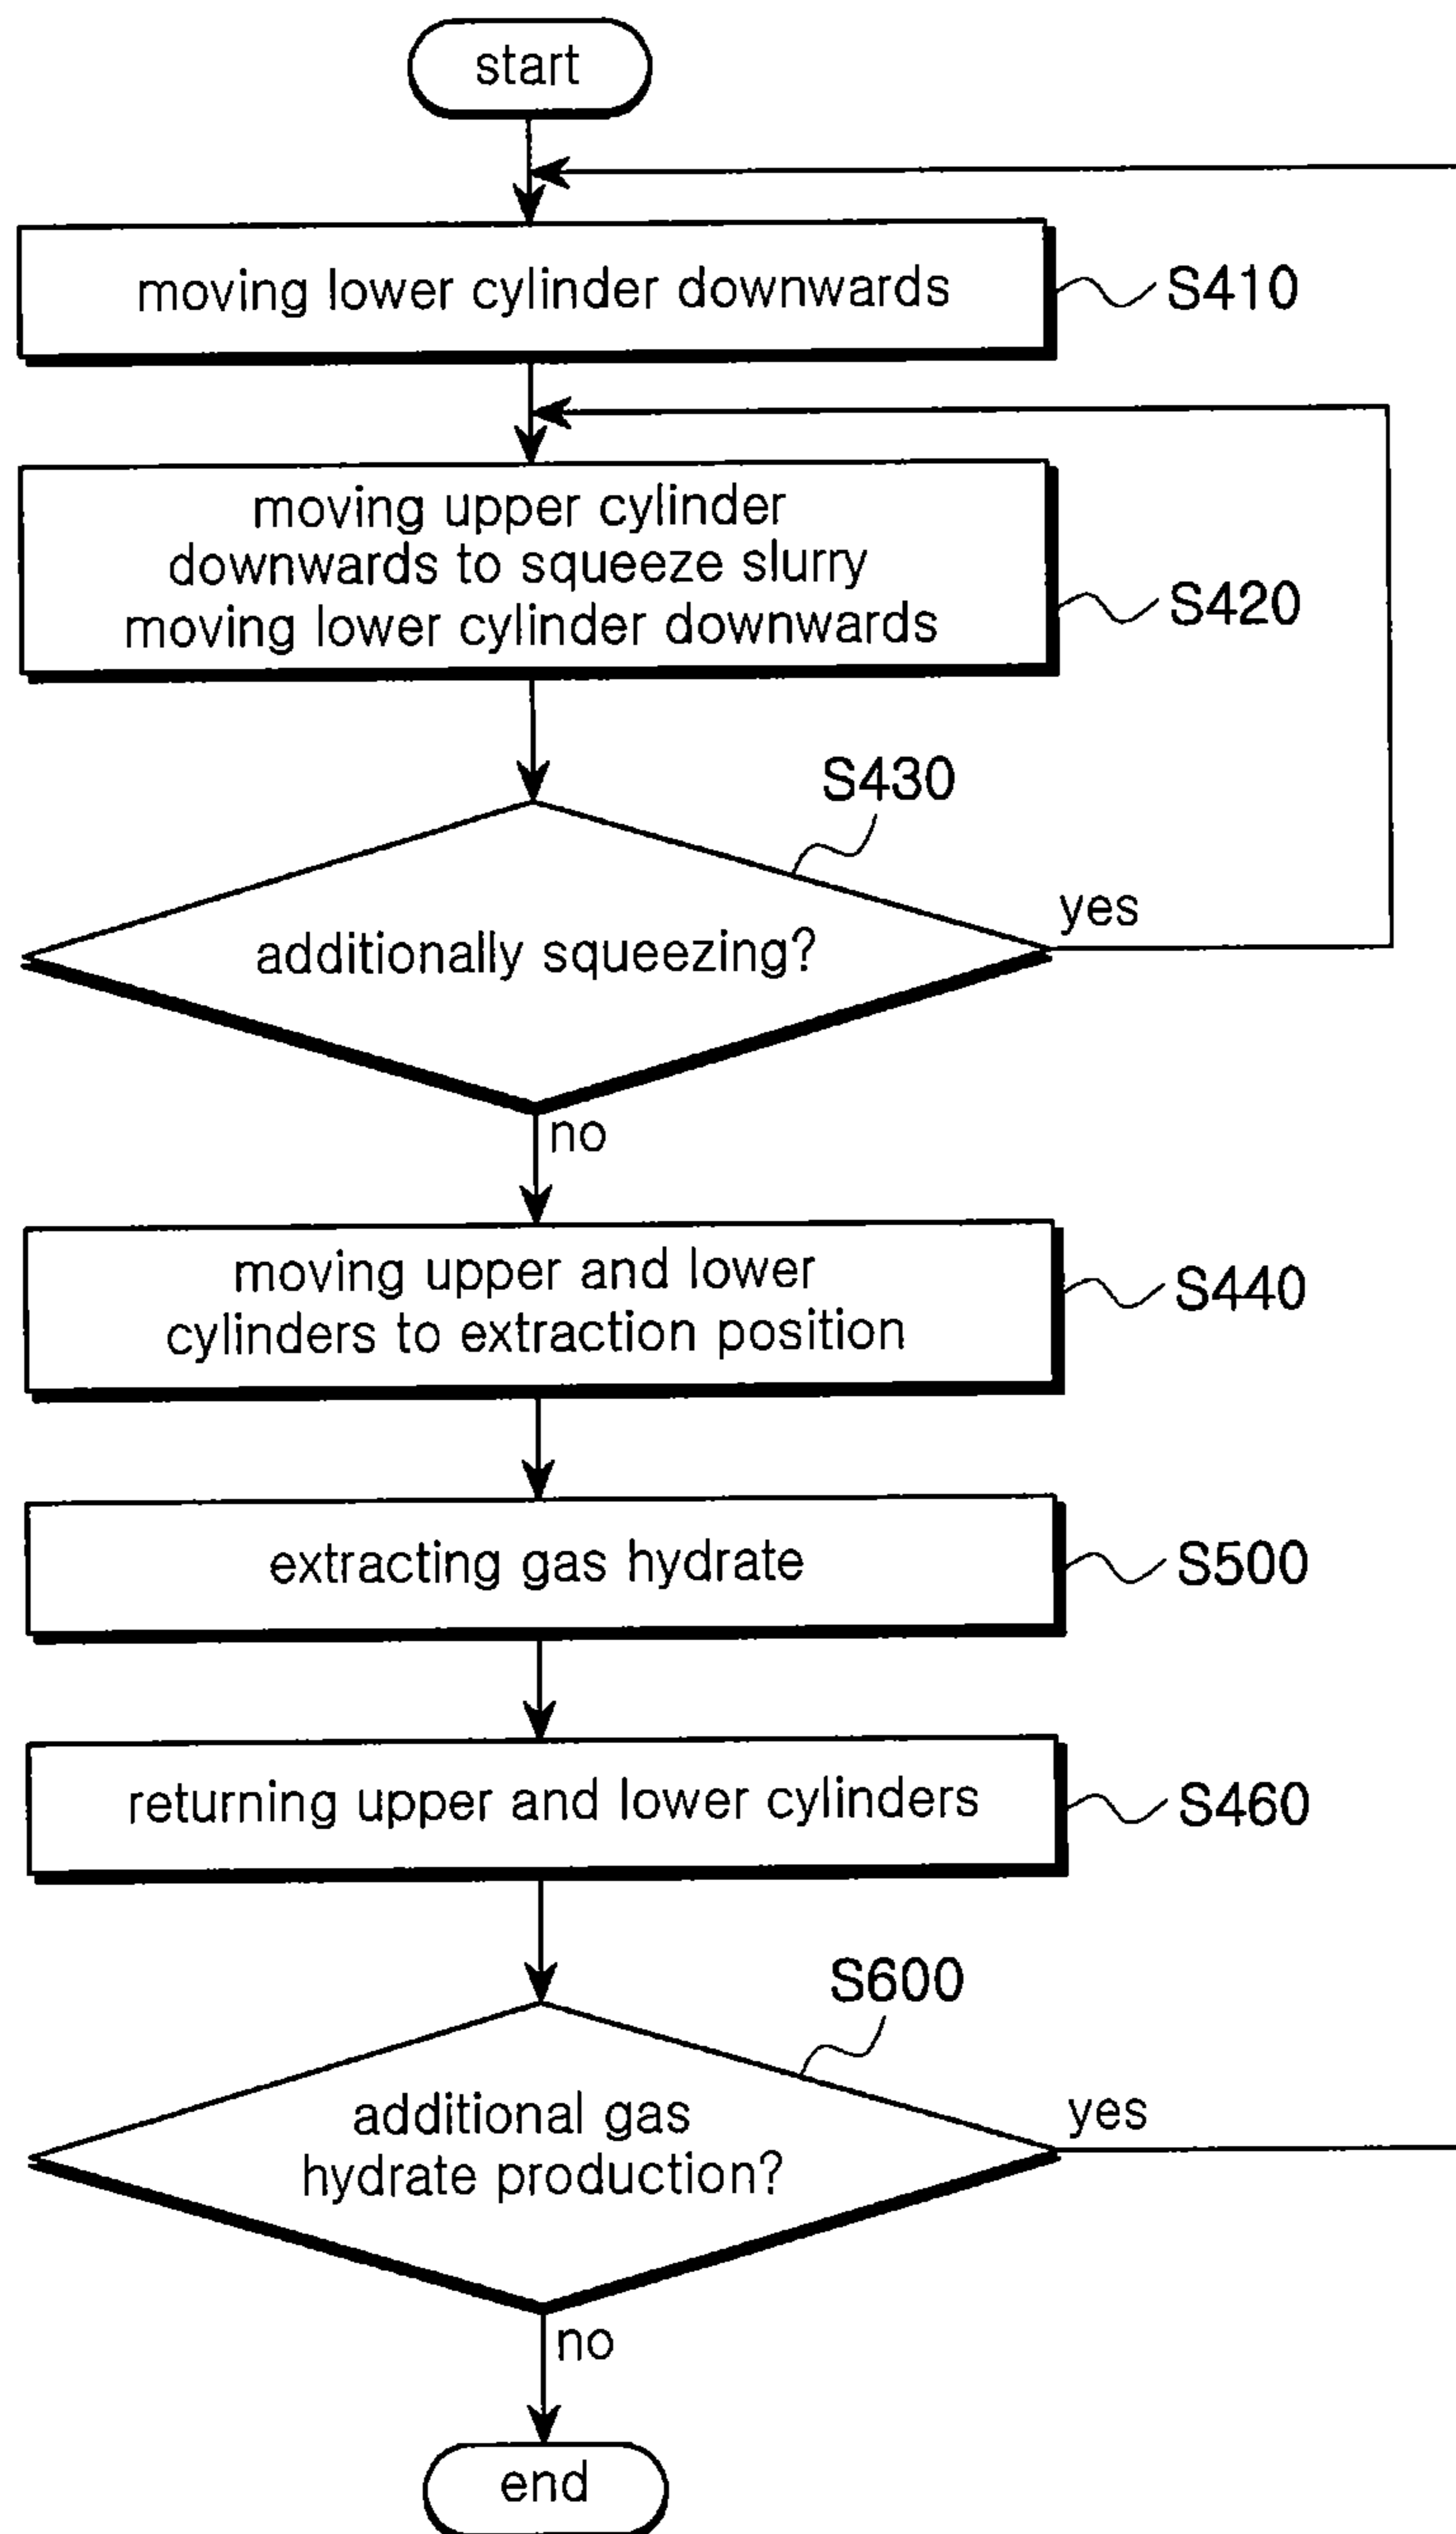 start
moving lower cylinder downwards
S410
moving upper cylinder
downwards to squeeze slurry
moving lower cylinder downwards
S420
S430
additionally squeezing?
yes
no
moving upper and lower
cylinders to extraction position
S440
extracting gas hydrate
S500
returning upper and lower cylinders
S460
S600
additional gas
hydrate production?
yes
no
end